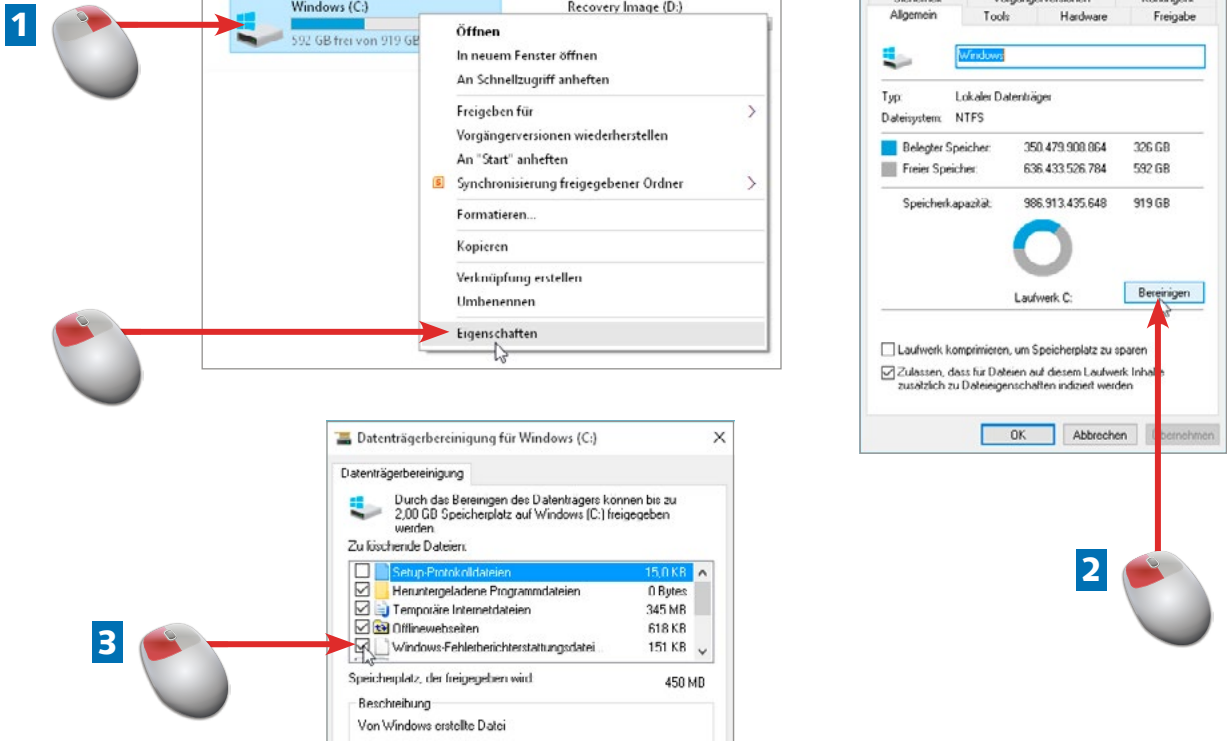 1
Windows (C:)
592 GB frei von 919 GB
Recovery Image (D:)
Öffnen
In neuem Fenster öffnen
An Schnellzugriff anheften
Freigeben für
Vorgängerversionen wiederherstellen
An "Start" anheften
Synchronisierung freigegebener Ordner
Formatieren...
Kopieren
Verknüpfung erstellen
Umbenennen
Eigenschaften
Allgemein Tools Hardware Freigabe
Windows
Typ: Lokaler Datenträger
Dateisystem: NTFS
Belegter Speicher: 350.479.908.864 326 GB
Freier Speicher: 636.433.526.784 592 GB
Speicherkapazität: 986.913.435.648 919 GB
Laufwerk C:
Bereinigen
Laufwerk komprimieren, um Speicherplatz zu sparen
Zulassen, dass für Dateien auf diesem Laufwerk Inhalte
zusätzlich zu Dateieigenschaften indiziert werden
OK Abbrechen Übernehmen
2
Datenträgerbereinigung für Windows (C:)
Datenträgerbereinigung
Durch das Bereinigen des Datenträgers können bis zu
2,00 GB Speicherplatz auf Windows (C:) freigegeben
werden.
Zu löschende Dateien:
Setup-Protokolldateien 15,0 KB
Heruntergeladene Programmdateien 0 Bytes
Temporäre Internetdateien 345 MB
Offlinewebseiten 618 KB
Windows-Fehlerberichterstattungsdatei... 151 KB
3
Speicherplatz, der freigegeben wird: 450 MB
Beschreibung
Von Windows erstellte Datei